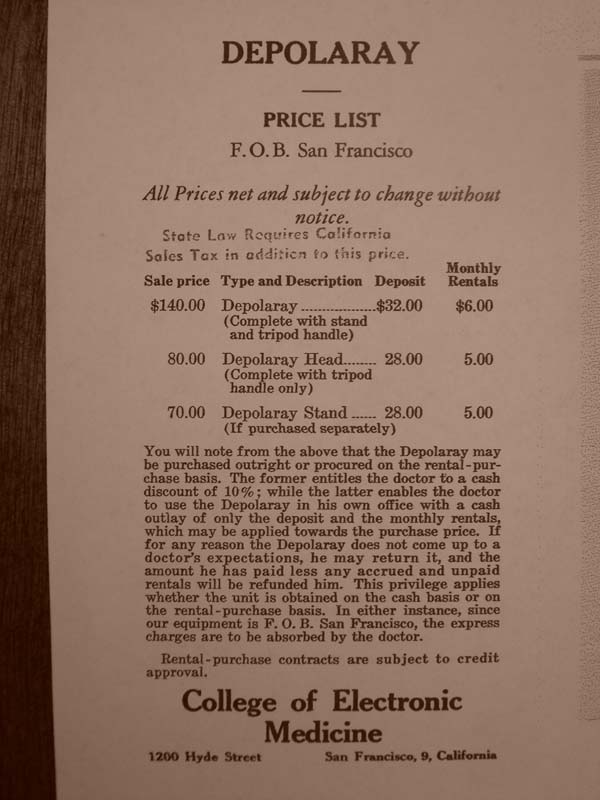 DEPOLARAY
PRICE LIST
F.O.B. San Francisco
All Prices net and subject to change without
notice.
State Law Requires California
Sales Tax in addition to this price.
Monthly
Sale price Type and Description Deposit Rentals
$140.00 Depolaray ...................$32.00 $6.00
(Complete with stand
and tripod handle)
80.00 Depolaray Head........ 28.00 5.00
(Complete with tripod
handle only)
70.00 Depolaray Stand ...... 28.00 5.00
(If purchased separately)
You will note from the above that the Depolaray may
be purchased outright or procured on the rental-pur-
chase basis. The former entitles the doctor to a cash
discount of 10%; while the latter enables the doctor
to use the Depolaray in his own office with a cash
outlay of only the deposit and the monthly rentals,
which may be applied towards the purchase price. If
for any reason the Depolaray does not come up to a
doctor's expectations, he may return it, and the
amount he has paid less any accrued and unpaid
rentals will be refunded him. This privilege applies
whether the unit is obtained on the cash basis or on
the rental-purchase basis. In either instance, since
our equipment is F. O. B. San Francisco, the express
charges are to be absorbed by the doctor.
Rental-purchase contracts are subject to credit
approval.
College of Electronic
Medicine
1200 Hyde Street San Francisco, 9, California